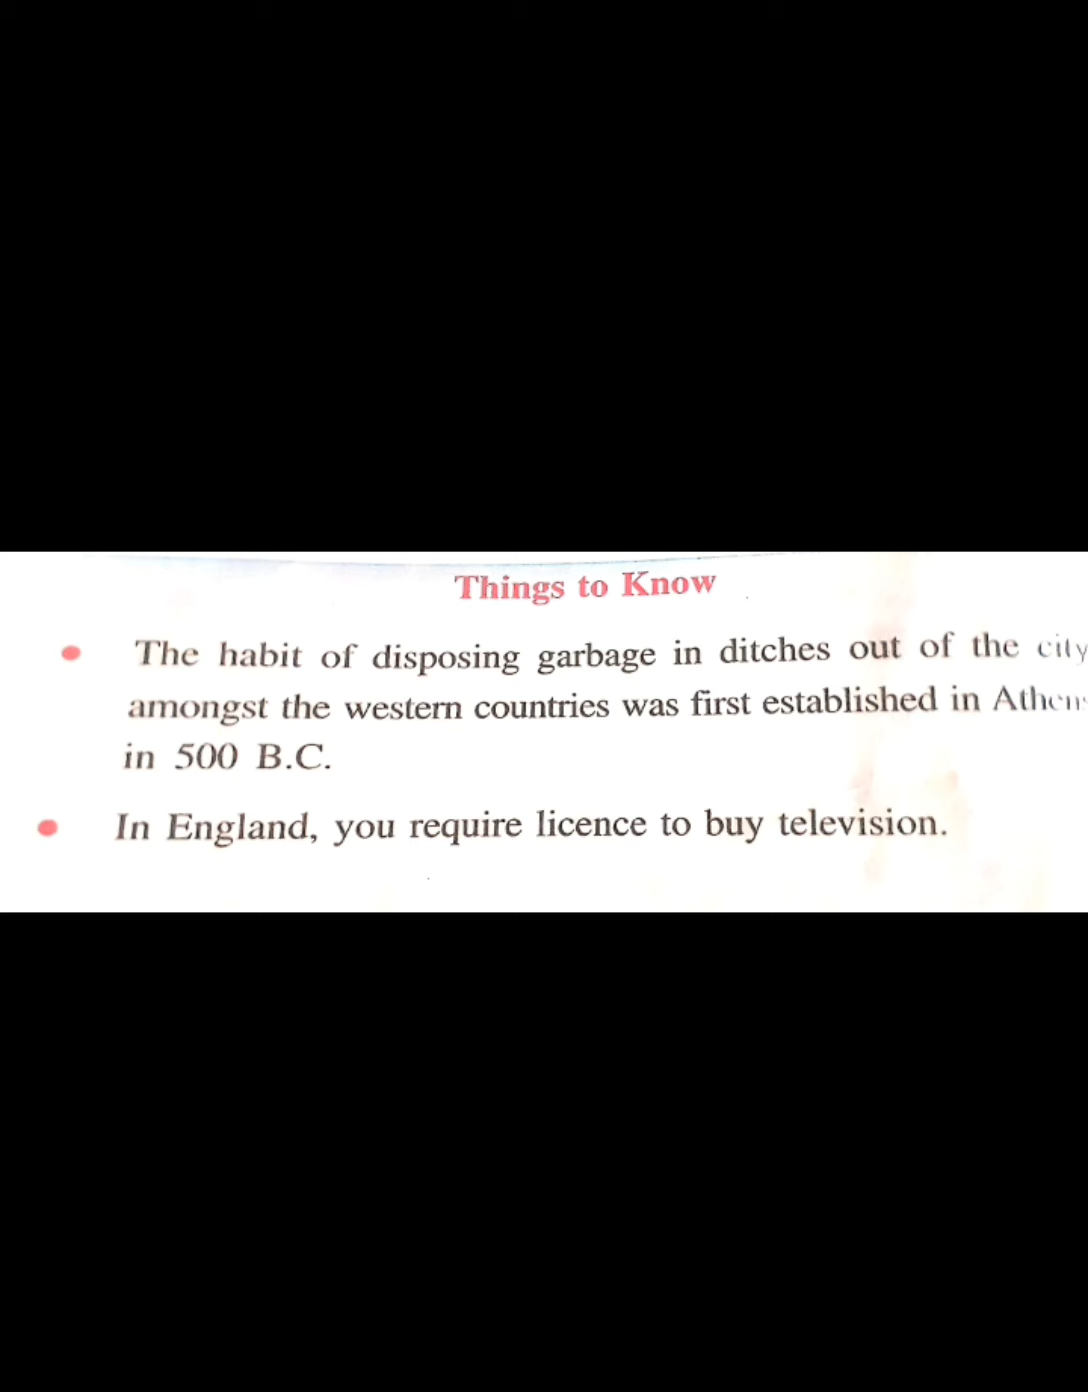 Things to Know
• The habit of disposing garbage in ditches out of the city
amongst the western countries was first established in Athens
in 500 B.C.
• In England, you require licence to buy television.